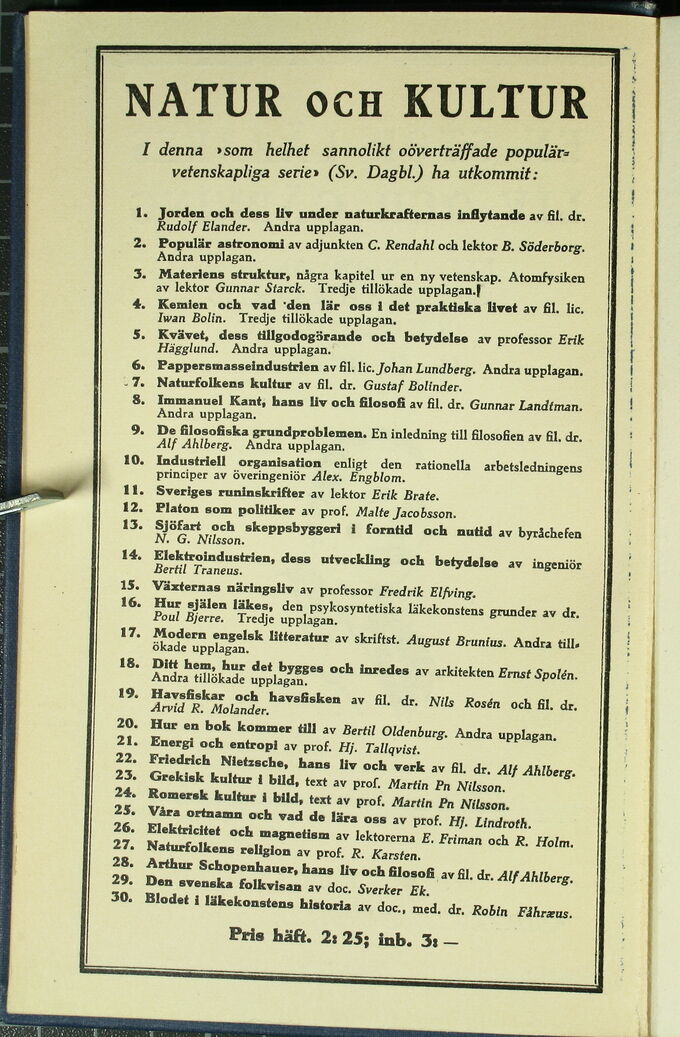 NATUR OCH KULTUR
I denna »som helhet sannolikt oöverträffade populär=
vetenskapliga serie» (Sv. Dagbl.) ha utkommit:
1. Jorden och dess liv under naturkrafternas inflytande av fil. dr.
Rudolf Elander. Andra upplagan.
2. Populär astronomi av adjunkten C. Rendahl och lektor B. Söderborg.
Andra upplagan.
3. Materiens struktur, några kapitel ur en ny vetenskap. Atomfysiken
av lektor Gunnar Starck. Tredje tillökade upplagan.
4. Kemien och vad den lär oss i det praktiska livet av fil. lic.
Iwan Bolin. Tredje tillökade upplagan.
5. Kvävet, dess tillgodogörande och betydelse av professor Erik
Hägglund. Andra upplagan.
6. Pappersmasseindustrien av fil. lic. Johan Lundberg. Andra upplagan.
7. Naturfolkens kultur av fil. dr. Gustaf Bolinder.
8. Immanuel Kant, hans liv och filosofi av fil. dr. Gunnar Landtman.
Andra upplagan.
9. De filosofiska grundproblemen. En inledning till filosofien av fil. dr.
Alf Ahlberg. Andra upplagan.
10. Industriell organisation enligt den rationella arbetsledningens
principer av överingeniör Alex. Engblom.
11. Sveriges runinskrifter av lektor Erik Brate.
12. Platon som politiker av prof. Malte Jacobsson.
13. Sjöfart och skeppsbyggeri i forntid och nutid av byråchefen
N. G. Nilsson.
14. Elektroindustrien, dess utveckling och betydelse av ingeniör
Bertil Traneus.
15. Växternas näringsliv av professor Fredrik Elfving.
16. Hur själen läkes, den psykosyntetiska läkekonstens grunder av dr.
Poul Bjerre. Tredje upplagan.
17. Modern engelsk litteratur av skriftst. August Brunius. Andra till=
ökade upplagan.
18. Ditt hem, hur det bygges och inredes av arkitekten Ernst Spolén.
Andra tillökade upplagan.
19. Havsfiskar och havsfisken av fil. dr. Nils Rosén och fil. dr.
Arvid R. Molander.
20. Hur en bok kommer till av Bertil Oldenburg. Andra upplagan.
21. Energi och entropi av prof. Hj. Tallqvist.
22. Friedrich Nietzsche, hans liv och verk av fil. dr. Alf Ahlberg.
23. Grekisk kultur i bild, text av prof. Martin Pn Nilsson.
24. Romersk kultur i bild, text av prof. Martin Pn Nilsson.
25. Våra ortnamn och vad de lära oss av prof. Hj. Lindroth.
26. Elektricitet och magnetism av lektorerna E. Friman och R. Holm.
27. Naturfolkens religion av prof. R. Karsten.
28. Arthur Schopenhauer, hans liv och filosofi av fil. dr. Alf Ahlberg.
29. Den svenska folkvisan av doc. Sverker Ek.
30. Blodet i läkekonstens historia av doc., med. dr. Robin Fåhræus.
Pris häft. 2: 25; inb. 3: —